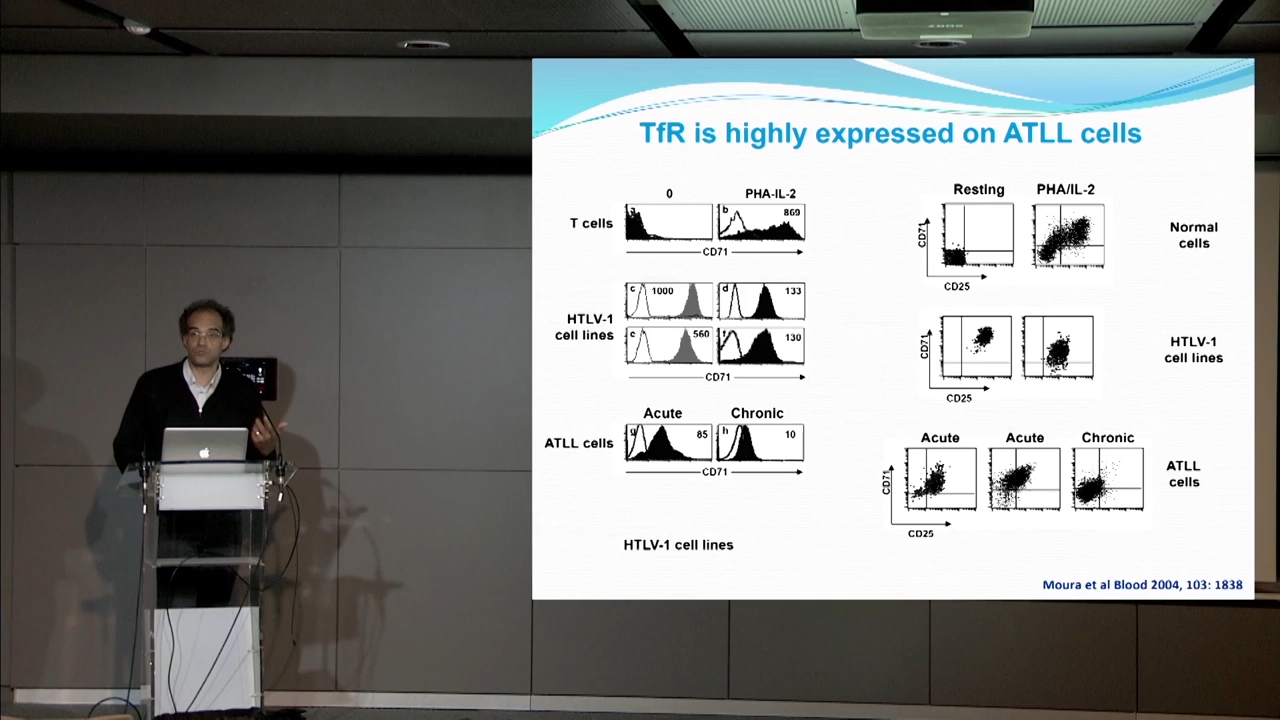 TfR is highly expressed on ATLL cells
0
PHA-IL-2
T cells
a
b
869
CD71
HTLV-1
cell lines
c
1000
d
133
e
560
f
130
CD71
Acute
Chronic
ATLL cells
g
85
h
10
CD71
HTLV-1 cell lines
Resting
PHA/IL-2
CD71
CD25
Normal
cells
CD71
CD25
HTLV-1
cell lines
Acute
Acute
Chronic
CD71
CD25
ATLL
cells
Moura et al Blood 2004, 103: 1838